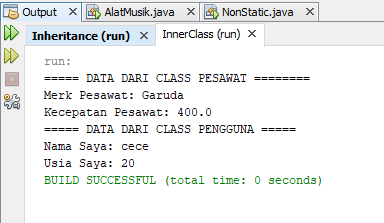 Output AlatMusik.java NonStatic.java
Inheritance (run) InnerClass (run)
run:
===== DATA DARI CLASS PESAWAT ========
Merk Pesawat: Garuda
Kecepatan Pesawat: 400.0
===== DATA DARI CLASS PENGGUNA =====
Nama Saya: cece
Usia Saya: 20
BUILD SUCCESSFUL (total time: 0 seconds)